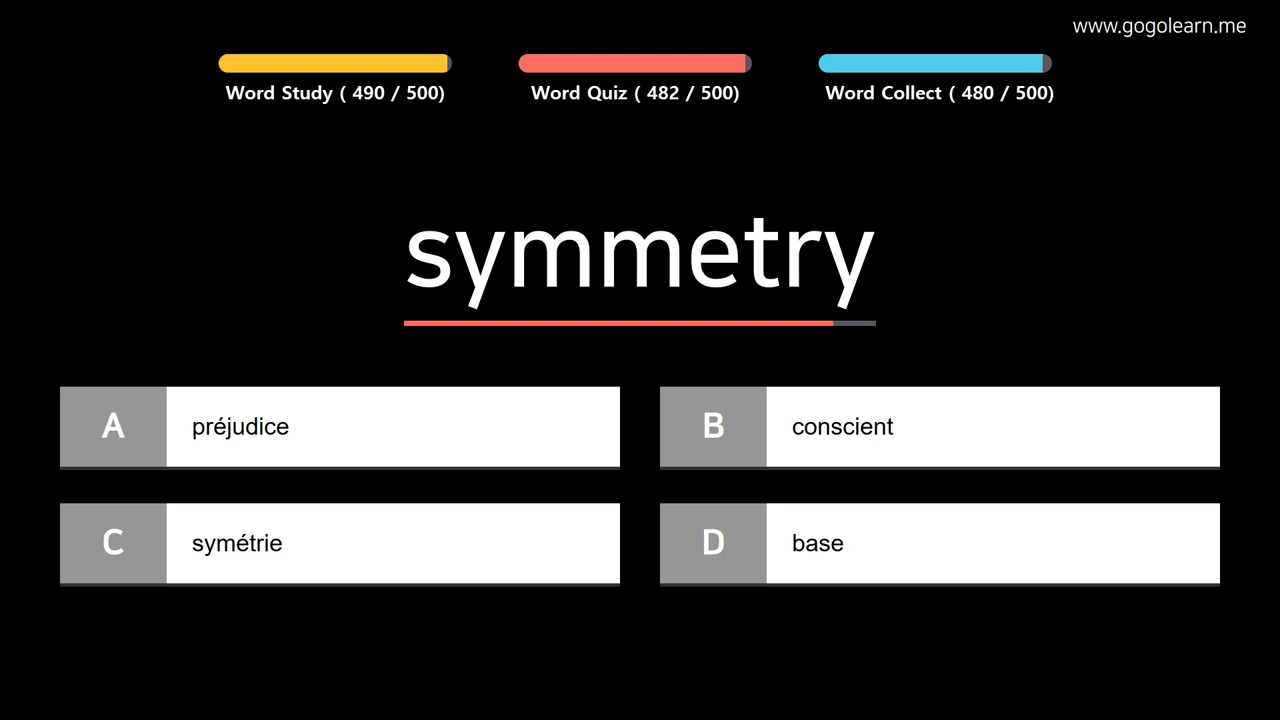 www.gogolearn.me
Word Study ( 490 / 500)
Word Quiz ( 482 / 500)
Word Collect ( 480 / 500)
symmetry
A
préjudice
B
conscient
C
symétrie
D
base